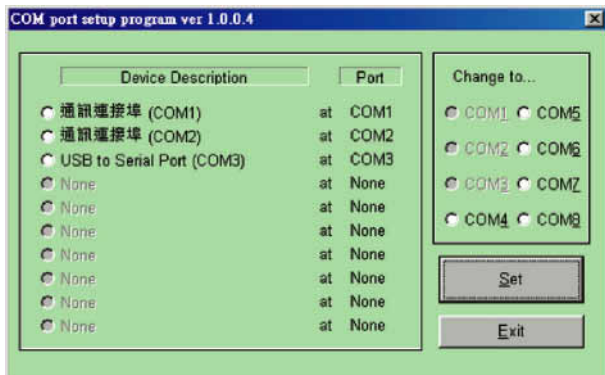 COM port setup program ver 1.0.0.4
Device Description Port
通訊連接埠 (COM1) at COM1
通訊連接埠 (COM2) at COM2
USB to Serial Port (COM3) at COM3
None at None
None at None
None at None
None at None
None at None
None at None
Change to...
COM1 COM5
COM2 COM6
COM3 COM7
COM4 COM8
Set
Exit